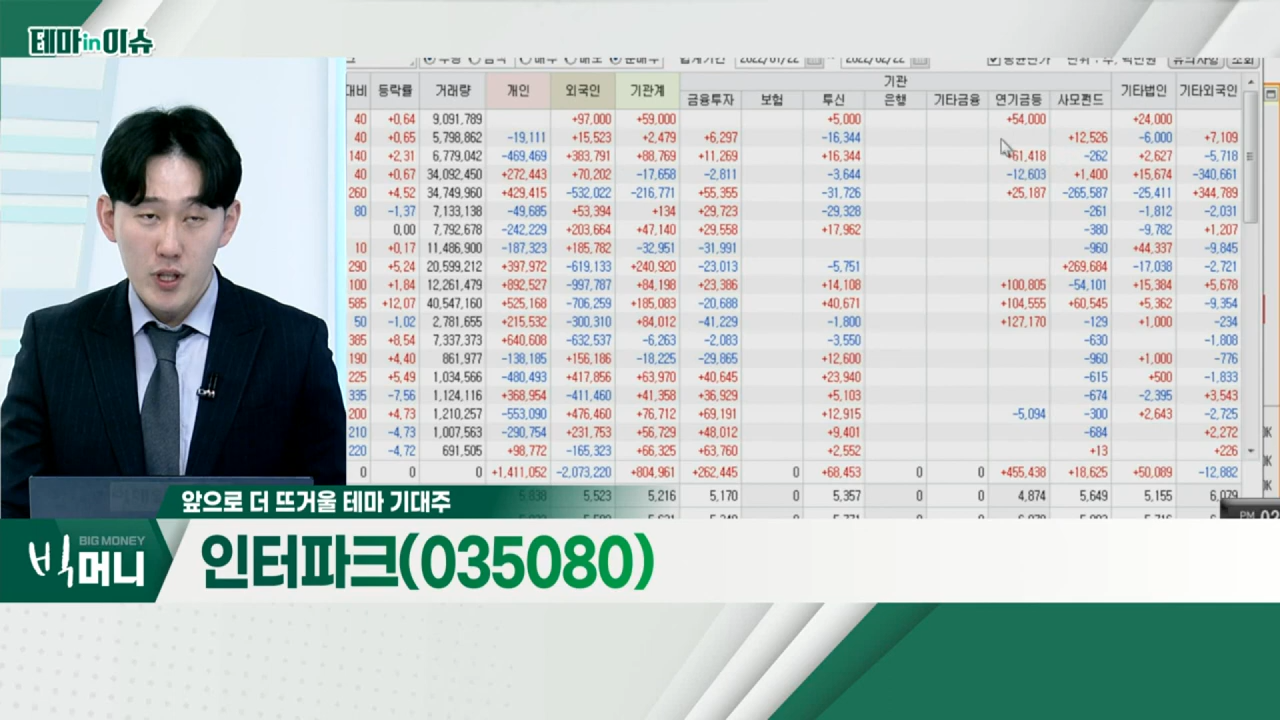 테마in이슈
2022/01/22 ~ 2022/02/22
대비 등락률 거래량 개인 외국인 기관계 기관 기타법인 기타외국인
금융투자 보험 투신 은행 기타금융 연기금등 사모펀드
40 +0,64 9,091,789 +97,000 +59,000 +5,000 +54,000 +24,000
40 +0,65 5,798,862 -19,111 +15,523 +2,479 +6,297 -16,344 +12,526 -6,000 +7,109
140 +2,31 6,779,042 -469,469 +383,791 +88,769 +11,269 +16,344 +61,418 -262 +2,627 -5,718
40 +0,67 34,092,450 +272,443 +70,202 -17,658 -2,811 -3,644 -12,603 +1,400 +15,674 -340,661
260 +4,52 34,749,960 +429,415 -532,022 -216,771 +55,355 -31,726 +25,187 -265,587 -25,411 +344,789
80 -1,37 7,133,138 -49,685 +53,394 +134 +29,723 -29,328 -261 -1,812 -2,031
0,00 7,792,678 -242,229 +203,664 +47,140 +29,558 +17,962 -380 -9,782 +1,207
10 +0,17 11,486,900 -187,323 +185,782 -32,951 -31,991 -960 +44,337 -9,845
290 +5,24 20,599,212 +397,972 -619,133 +240,920 -23,013 -5,751 +269,684 -17,038 -2,721
100 +1,84 12,261,479 +892,527 -997,787 +84,198 +23,386 +14,108 +100,805 -54,101 +15,384 +5,678
585 +12,07 40,547,160 +525,168 -706,259 +185,083 -20,688 +40,671 +104,555 +60,545 +5,362 -9,354
50 -1,02 2,781,655 +215,532 -300,310 +84,012 -41,229 -1,800 +127,170 -129 +1,000 -234
385 +8,54 7,337,373 +640,608 -632,537 -6,263 -2,083 -3,550 -630 -1,808
190 +4,40 861,977 -138,185 +156,186 -18,225 -29,865 +12,600 -960 +1,000 -776
225 +5,49 1,034,566 -480,493 +417,856 +63,970 +40,645 +23,940 -615 +500 -1,833
335 -7,56 1,124,116 +368,954 -411,460 +41,358 +36,929 +5,103 -674 -2,395 +3,543
200 +4,73 1,210,257 -553,090 +476,460 +76,712 +69,191 +12,915 -5,094 -300 +2,643 -2,725
210 -4,73 1,007,563 -290,754 +231,753 +56,729 +48,012 +9,401 -684 +2,272
220 -4,72 691,505 +98,772 -165,323 +66,325 +63,760 +2,552 +13 +226
0 0 +1,411,052 -2,073,220 +804,961 +262,445 0 +68,453 0 0 +455,438 +18,625 +50,089 -12,882
5,838 5,523 5,216 5,170 0 5,357 0 0 4,874 5,649 5,155 6,079
앞으로 더 뜨거울 테마 기대주
BIG MONEY
빅머니
인터파크(035080)